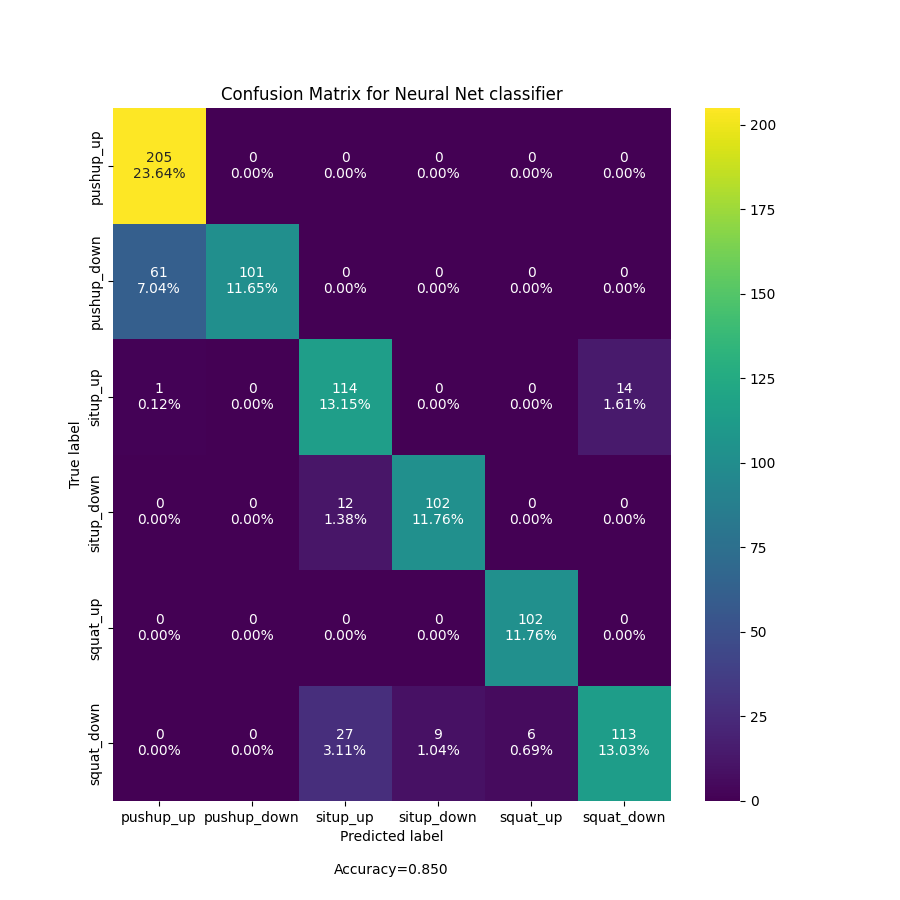 Confusion Matrix for Neural Net classifier
True label
pushup_up
205 0 0 0 0 0
23.64% 0.00% 0.00% 0.00% 0.00% 0.00%
pushup_down
61 101 0 0 0 0
7.04% 11.65% 0.00% 0.00% 0.00% 0.00%
situp_up
1 0 114 0 0 14
0.12% 0.00% 13.15% 0.00% 0.00% 1.61%
situp_down
0 0 12 102 0 0
0.00% 0.00% 1.38% 11.76% 0.00% 0.00%
squat_up
0 0 0 0 102 0
0.00% 0.00% 0.00% 0.00% 11.76% 0.00%
squat_down
0 0 27 9 6 113
0.00% 0.00% 3.11% 1.04% 0.69% 13.03%
pushup_up pushup_down situp_up situp_down squat_up squat_down
Predicted label
Accuracy=0.850
200
175
150
125
100
75
50
25
0